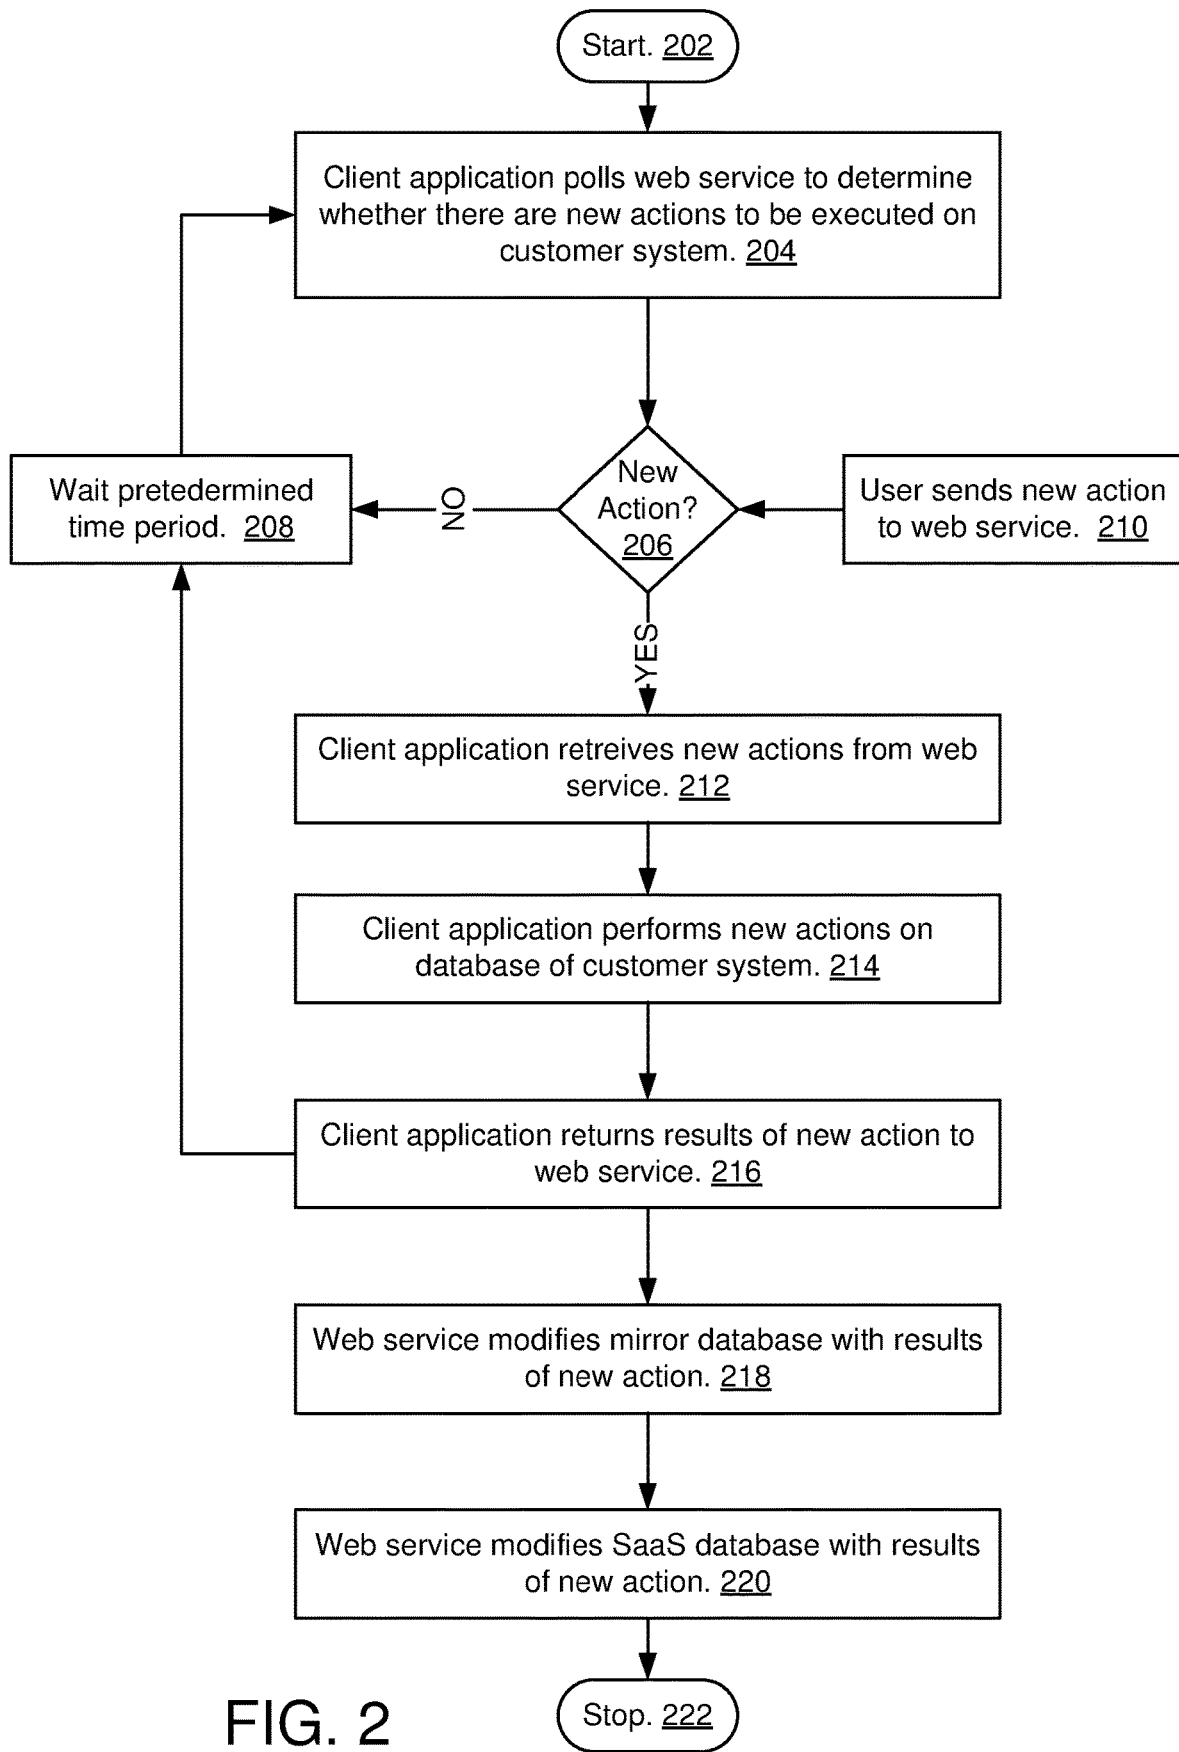 Start. 202
Client application polls web service to determine
whether there are new actions to be executed on
customer system. 204
New
Action?
206
NO
Wait pretedermined
time period. 208
User sends new action
to web service. 210
YES
Client application retreives new actions from web
service. 212
Client application performs new actions on
database of customer system. 214
Client application returns results of new action to
web service. 216
Web service modifies mirror database with results
of new action. 218
Web service modifies SaaS database with results
of new action. 220
Stop. 222
FIG. 2